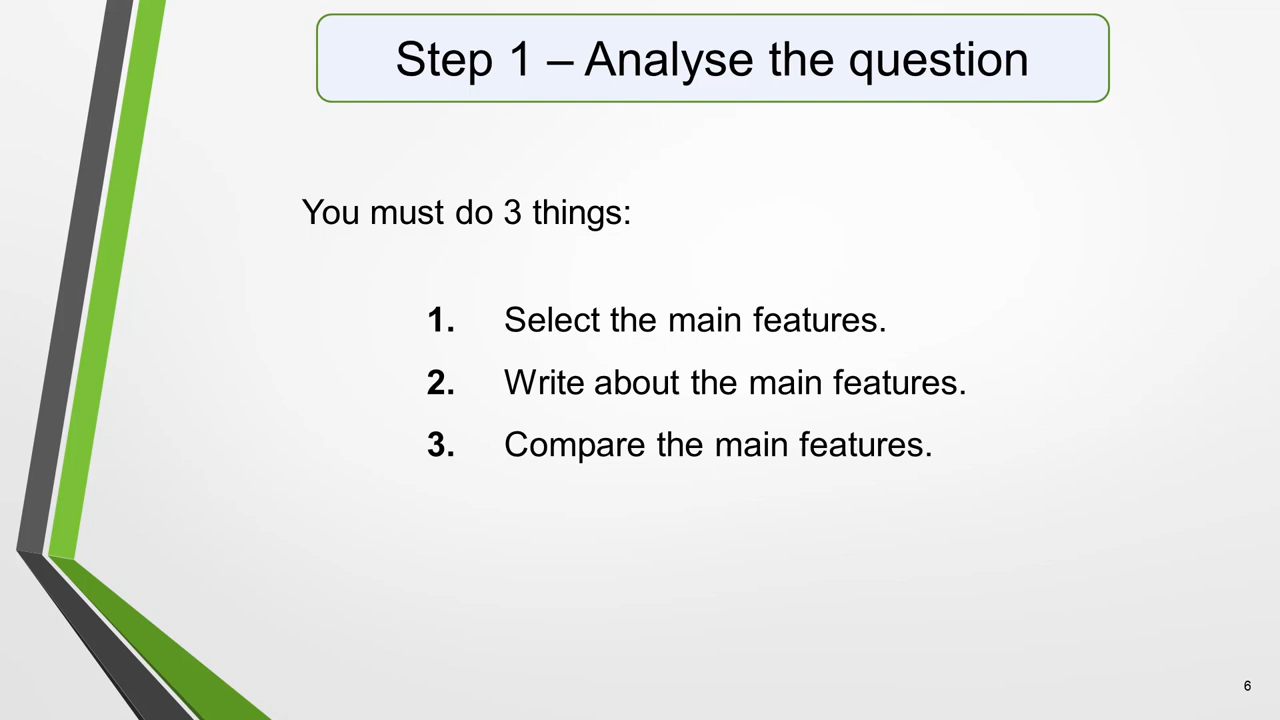 Step 1 – Analyse the question
You must do 3 things:
1. Select the main features.
2. Write about the main features.
3. Compare the main features.
6